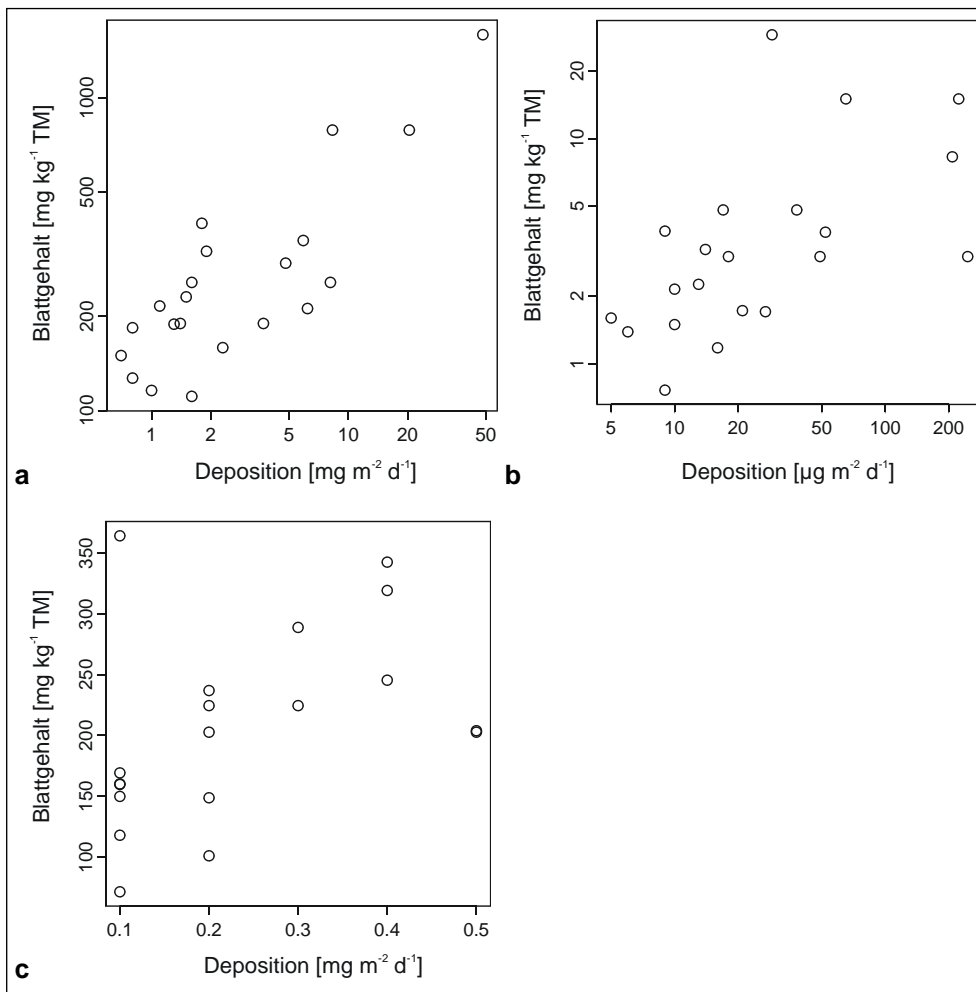 Blattgehalt [mg kg⁻¹ TM]
1000
500
200
100
1 2 5 10 20 50
Deposition [mg m⁻² d⁻¹]
a
Blattgehalt [mg kg⁻¹ TM]
20
10
5
2
1
5 10 20 50 100 200
Deposition [µg m⁻² d⁻¹]
b
Blattgehalt [mg kg⁻¹ TM]
350
300
250
200
150
100
0.1 0.2 0.3 0.4 0.5
Deposition [mg m⁻² d⁻¹]
c